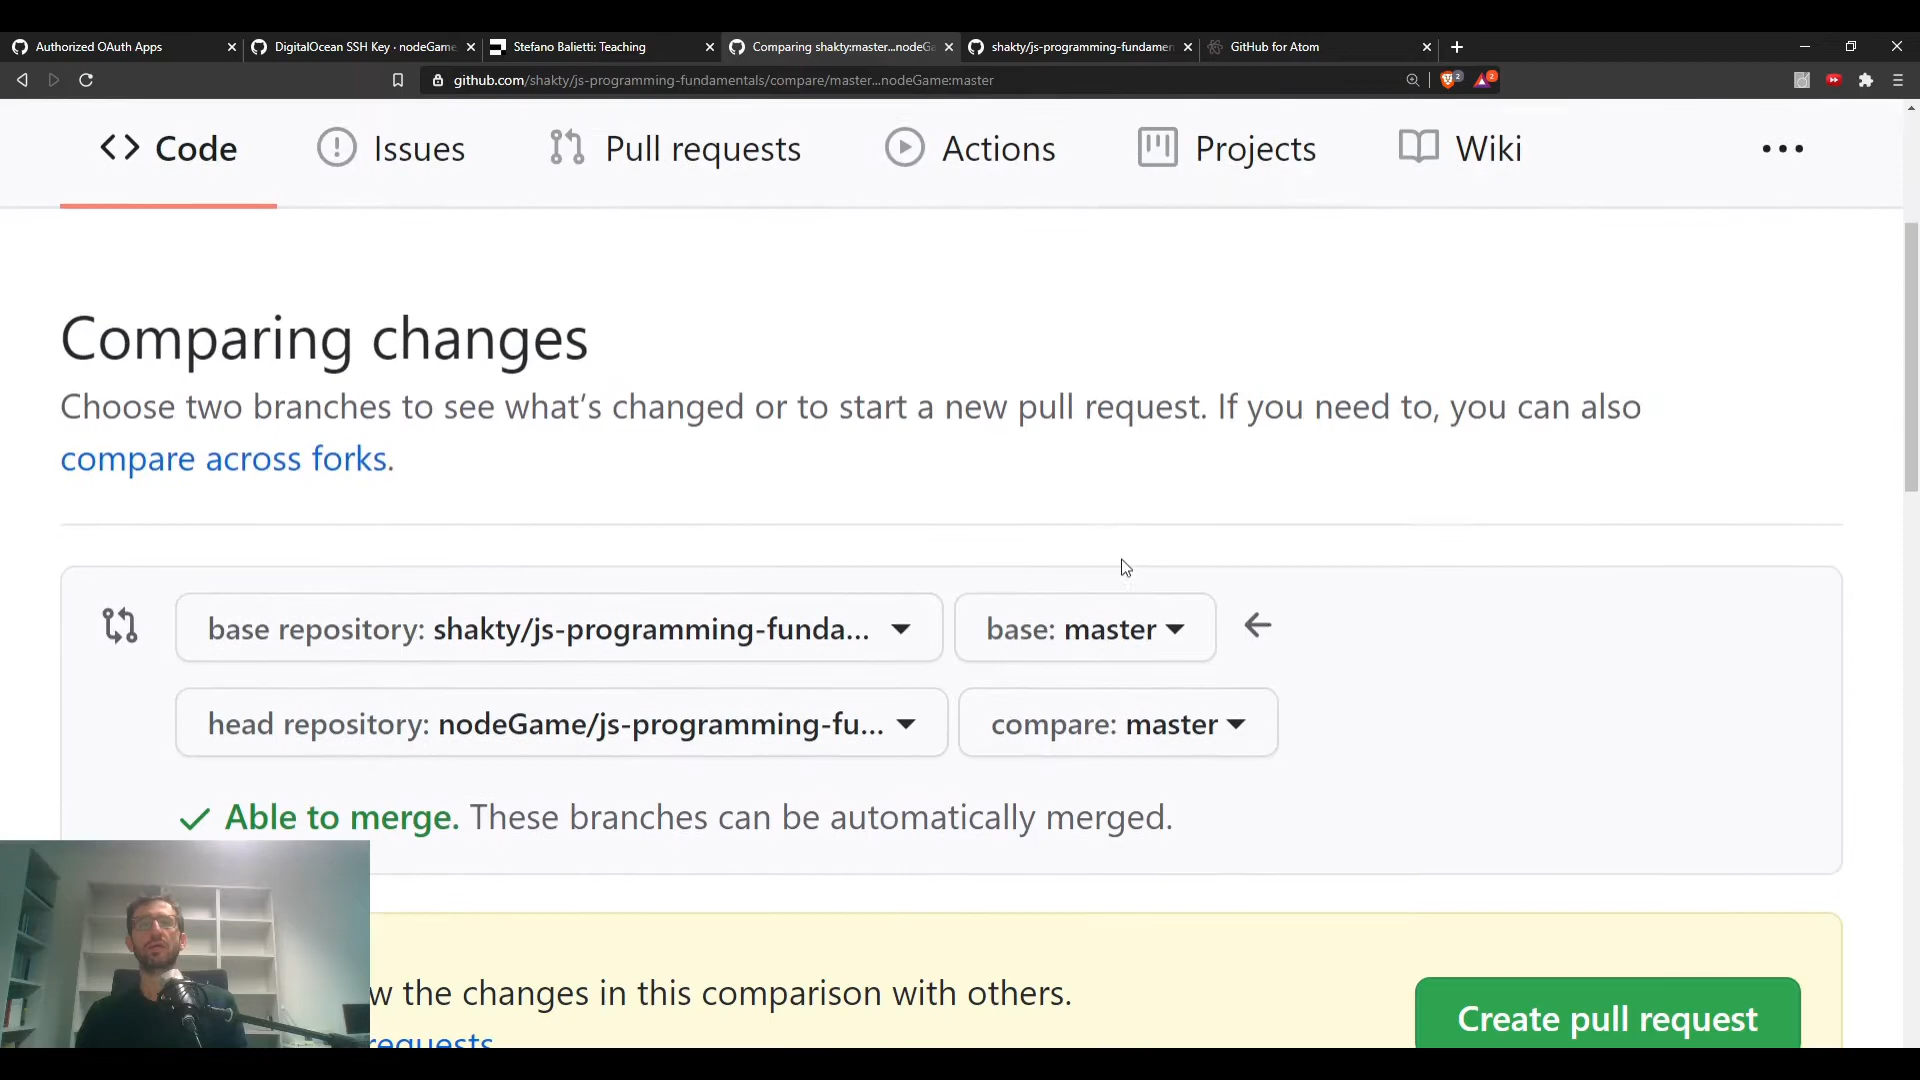 Authorized OAuth Apps
DigitalOcean SSH Key · nodeGame
Stefano Balietti: Teaching
Comparing shakty:master...nodeGa
shakty/js-programming-fundamen
GitHub for Atom
github.com/shakty/js-programming-fundamentals/compare/master...nodeGame:master
2
2
Code
Issues
Pull requests
Actions
Projects
Wiki
Comparing changes
Choose two branches to see what's changed or to start a new pull request. If you need to, you can also
compare across forks.
base repository: shakty/js-programming-funda...
base: master
head repository: nodeGame/js-programming-fu...
compare: master
Able to merge. These branches can be automatically merged.
w the changes in this comparison with others.
requests
Create pull request